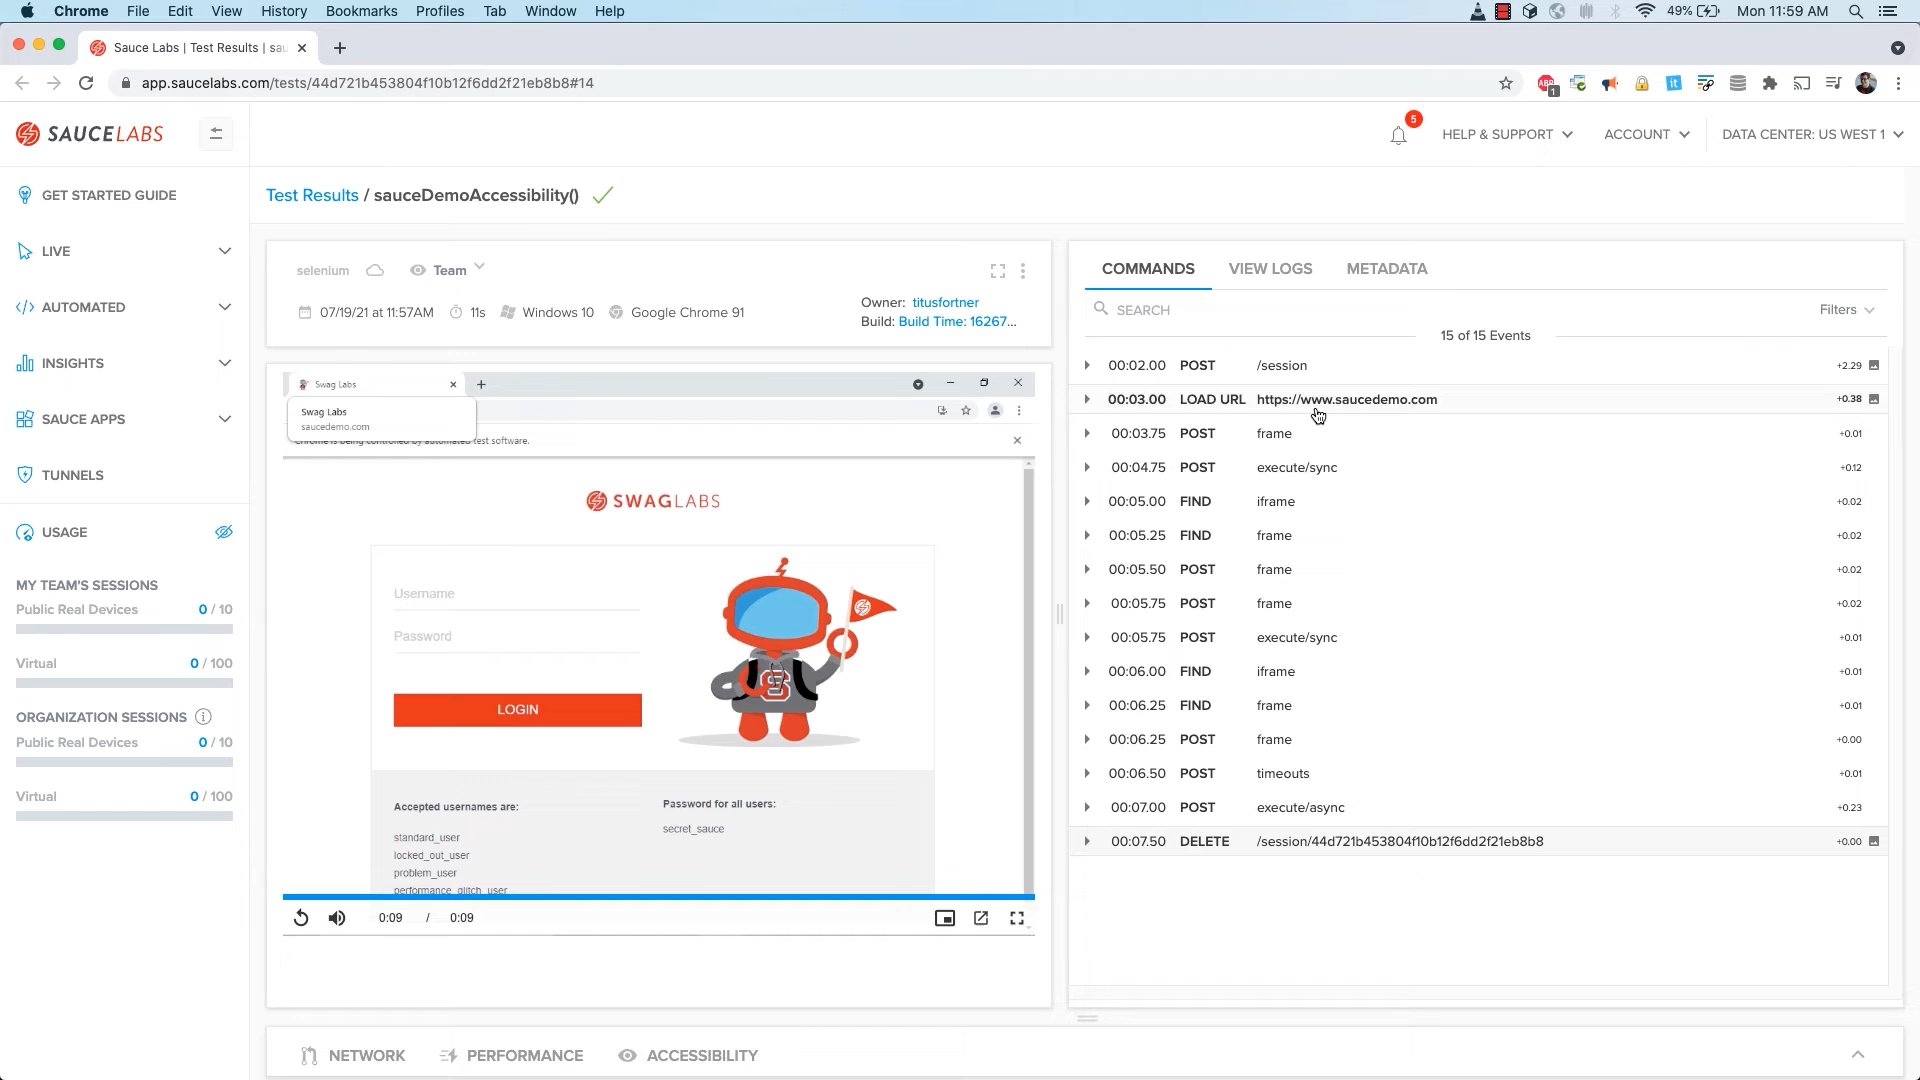 Chrome File Edit View History Bookmarks Profiles Tab Window Help 49% Mon 11:59 AM
Sauce Labs | Test Results | sau
app.saucelabs.com/tests/44d721b453804f10b12f6dd2f21eb8b8#14
ABP 1 it
SAUCELABS
5
HELP & SUPPORT ACCOUNT DATA CENTER: US WEST 1
GET STARTED GUIDE
LIVE
AUTOMATED
INSIGHTS
SAUCE APPS
TUNNELS
USAGE
MY TEAM'S SESSIONS
Public Real Devices 0 / 10
Virtual 0 / 100
ORGANIZATION SESSIONS
Public Real Devices 0 / 10
Virtual 0 / 100
Test Results / sauceDemoAccessibility()
selenium Team
07/19/21 at 11:57AM 11s Windows 10 Google Chrome 91
Owner: titusfortner
Build: Build Time: 16267...
Swag Labs
Swag Labs
saucedemo.com
Chrome is being controlled by automated test software.
SWAGLABS
Username
Password
LOGIN
S
Accepted usernames are:
standard_user
locked_out_user
problem_user
performance_glitch_user
Password for all users:
secret_sauce
0:09 / 0:09
COMMANDS VIEW LOGS METADATA
SEARCH Filters
15 of 15 Events
00:02.00 POST /session +2.29
00:03.00 LOAD URL https://www.saucedemo.com +0.38
00:03.75 POST frame +0.01
00:04.75 POST execute/sync +0.12
00:05.00 FIND iframe +0.02
00:05.25 FIND frame +0.02
00:05.50 POST frame +0.02
00:05.75 POST frame +0.02
00:05.75 POST execute/sync +0.01
00:06.00 FIND iframe +0.01
00:06.25 FIND frame +0.01
00:06.25 POST frame +0.00
00:06.50 POST timeouts +0.01
00:07.00 POST execute/async +0.23
00:07.50 DELETE /session/44d721b453804f10b12f6dd2f21eb8b8 +0.00
NETWORK PERFORMANCE ACCESSIBILITY